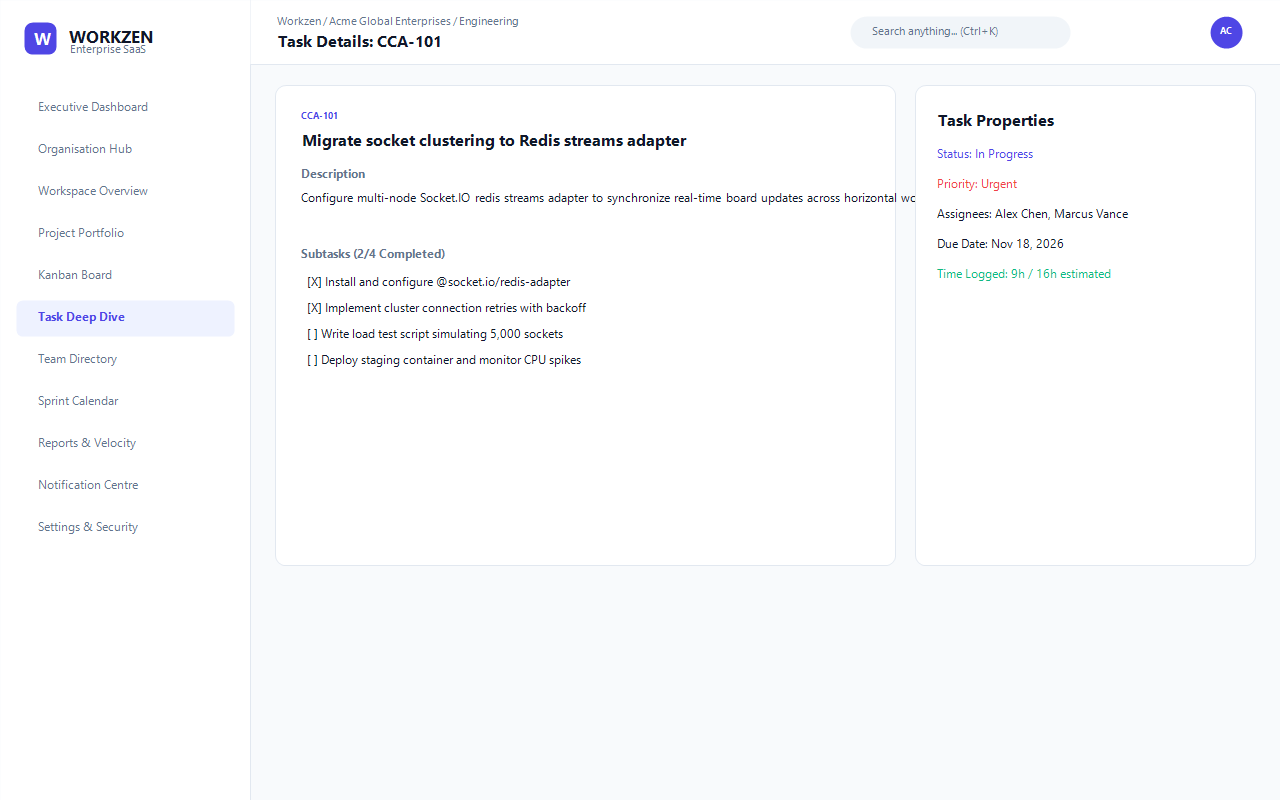 W
WORKZEN
Enterprise SaaS
Executive Dashboard
Organisation Hub
Workspace Overview
Project Portfolio
Kanban Board
Task Deep Dive
Team Directory
Sprint Calendar
Reports & Velocity
Notification Centre
Settings & Security
Workzen / Acme Global Enterprises / Engineering
Task Details: CCA-101
Search anything... (Ctrl+K)
AC
CCA-101
Migrate socket clustering to Redis streams adapter
Description
Configure multi-node Socket.IO redis streams adapter to synchronize real-time board updates across horizontal
Subtasks (2/4 Completed)
[X] Install and configure @socket.io/redis-adapter
[X] Implement cluster connection retries with backoff
[ ] Write load test script simulating 5,000 sockets
[ ] Deploy staging container and monitor CPU spikes
Task Properties
Status: In Progress
Priority: Urgent
Assignees: Alex Chen, Marcus Vance
Due Date: Nov 18, 2026
Time Logged: 9h / 16h estimated